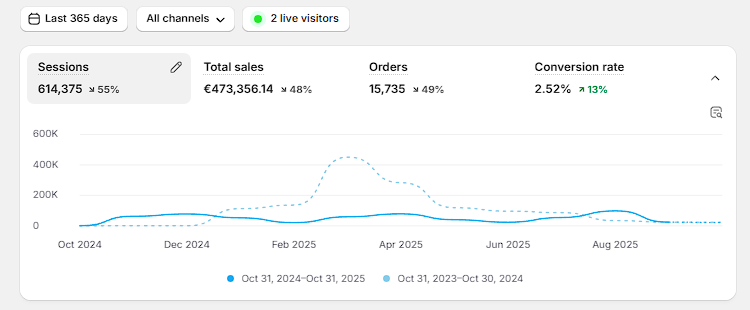 Last 365 days All channels 2 live visitors
Sessions Total sales Orders Conversion rate
614,375 ↘ 55% €473,356.14 ↘ 48% 15,735 ↘ 49% 2.52% ↗ 13%
600K
400K
200K
0
Oct 2024 Dec 2024 Feb 2025 Apr 2025 Jun 2025 Aug 2025
Oct 31, 2024–Oct 31, 2025 Oct 31, 2023–Oct 30, 2024